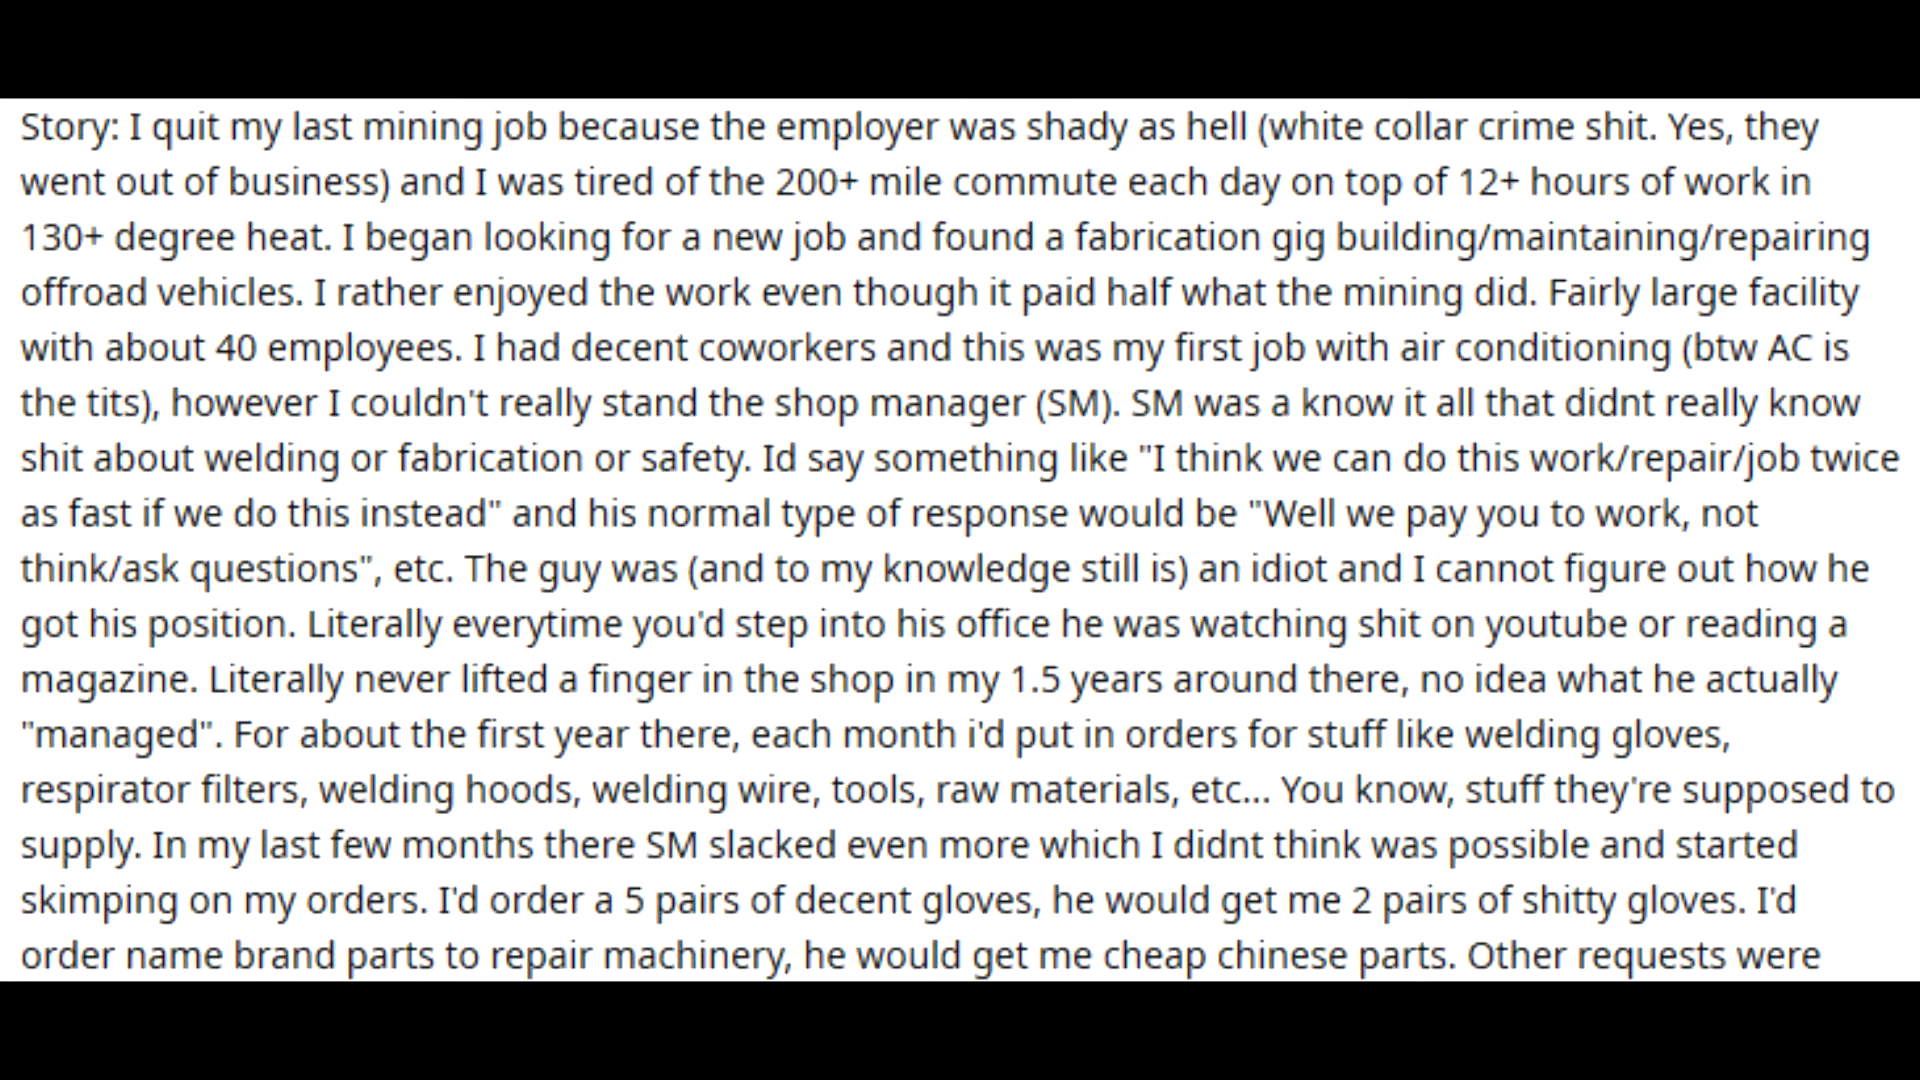 Story: I quit my last mining job because the employer was shady as hell (white collar crime shit. Yes, they
went out of business) and I was tired of the 200+ mile commute each day on top of 12+ hours of work in
130+ degree heat. I began looking for a new job and found a fabrication gig building/maintaining/repairing
offroad vehicles. I rather enjoyed the work even though it paid half what the mining did. Fairly large facility
with about 40 employees. I had decent coworkers and this was my first job with air conditioning (btw AC is
the tits), however I couldn't really stand the shop manager (SM). SM was a know it all that didnt really know
shit about welding or fabrication or safety. Id say something like "I think we can do this work/repair/job twice
as fast if we do this instead" and his normal type of response would be "Well we pay you to work, not
think/ask questions", etc. The guy was (and to my knowledge still is) an idiot and I cannot figure out how he
got his position. Literally everytime you'd step into his office he was watching shit on youtube or reading a
magazine. Literally never lifted a finger in the shop in my 1.5 years around there, no idea what he actually
"managed". For about the first year there, each month i'd put in orders for stuff like welding gloves,
respirator filters, welding hoods, welding wire, tools, raw materials, etc... You know, stuff they're supposed to
supply. In my last few months there SM slacked even more which I didnt think was possible and started
skimping on my orders. I'd order a 5 pairs of decent gloves, he would get me 2 pairs of shitty gloves. I'd
order name brand parts to repair machinery, he would get me cheap chinese parts. Other requests were